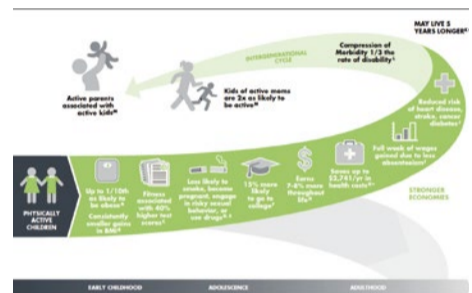 MAY LIVE 5
YEARS LONGER
INTERGENERATIONAL
CYCLE
Compression of
Morbidity 1/3 the
rate of disability
Active parents
associated with
active kids
Kids of active moms
are 2x as likely to
be active
Reduced risk
of heart disease,
stroke, cancer
diabetes
Full week of wages
gained due to less
absenteeism
STRONGER
ECONOMIES
PHYSICALLY
ACTIVE
CHILDREN
Up to 1/10th
as likely to
be obese
Consistently
smaller gains
in BMI
Fitness
associated
with 40%
higher test
scores
Less likely to
smoke, become
pregnant, engage
in risky sexual
behavior, or
use drugs
15% more
likely
to go to
college
Earns
7-8% more
throughout
life
Saves up to
$2,741/yr in
health costs
EARLY CHILDHOOD
ADOLESCENCE
ADULTHOOD